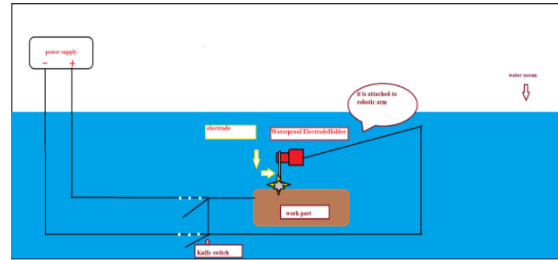 power supply
− +
water ocean
it is attached to
robotic arm
electrode
Waterproof ElectrodeHolder
work part
Knife switch